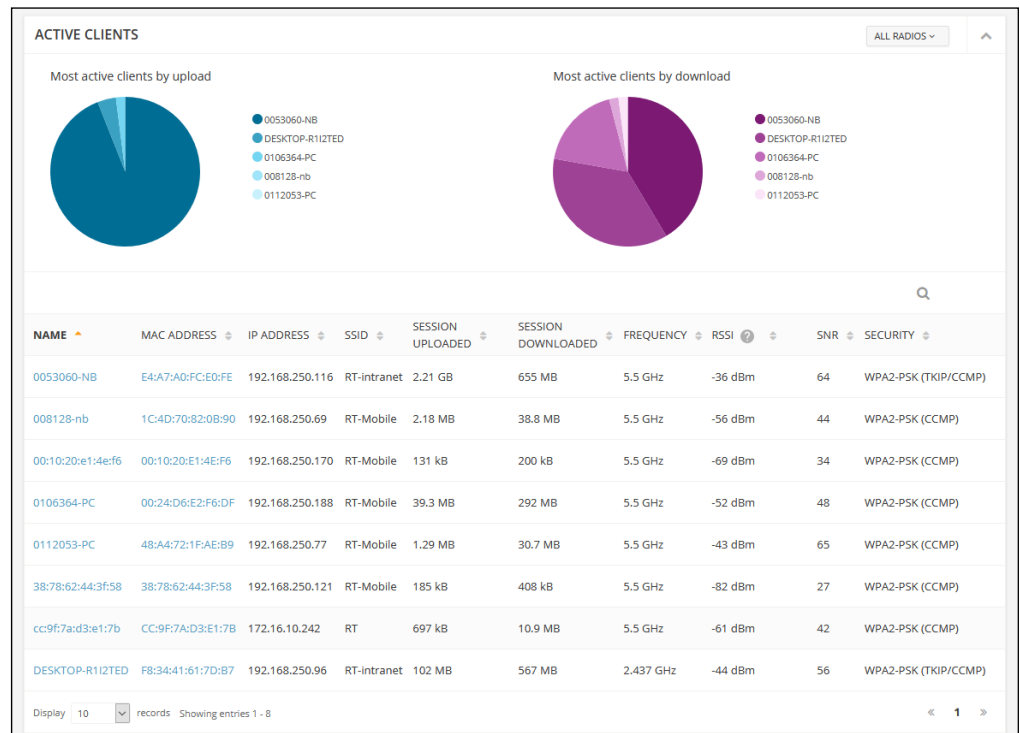 ACTIVE CLIENTS
ALL RADIOS
Most active clients by upload
0053060-NB
DESKTOP-R1I2TED
0106364-PC
008128-nb
0112053-PC
Most active clients by download
0053060-NB
DESKTOP-R1I2TED
0106364-PC
008128-nb
0112053-PC
NAME MAC ADDRESS IP ADDRESS SSID SESSION UPLOADED SESSION DOWNLOADED FREQUENCY RSSI ? SNR SECURITY
0053060-NB E4:A7:A0:FC:E0:FE 192.168.250.116 RT-intranet 2.21 GB 655 MB 5.5 GHz -36 dBm 64 WPA2-PSK (TKIP/CCMP)
008128-nb 1C:4D:70:82:0B:90 192.168.250.69 RT-Mobile 2.18 MB 38.8 MB 5.5 GHz -56 dBm 44 WPA2-PSK (CCMP)
00:10:20:e1:4e:f6 00:10:20:E1:4E:F6 192.168.250.170 RT-Mobile 131 kB 200 kB 5.5 GHz -69 dBm 34 WPA2-PSK (CCMP)
0106364-PC 00:24:D6:E2:F6:DF 192.168.250.188 RT-Mobile 39.3 MB 292 MB 5.5 GHz -52 dBm 48 WPA2-PSK (CCMP)
0112053-PC 48:A4:72:1F:AE:B9 192.168.250.77 RT-Mobile 1.29 MB 30.7 MB 5.5 GHz -43 dBm 65 WPA2-PSK (CCMP)
38:78:62:44:3f:58 38:78:62:44:3F:58 192.168.250.121 RT-Mobile 185 kB 408 kB 5.5 GHz -82 dBm 27 WPA2-PSK (CCMP)
cc:9f:7a:d3:e1:7b CC:9F:7A:D3:E1:7B 172.16.10.242 RT 697 kB 10.9 MB 5.5 GHz -61 dBm 42 WPA2-PSK (CCMP)
DESKTOP-R1I2TED F8:34:41:61:7D:B7 192.168.250.96 RT-intranet 102 MB 567 MB 2.437 GHz -44 dBm 56 WPA2-PSK (TKIP/CCMP)
Display 10 records Showing entries 1 - 8 « 1 »